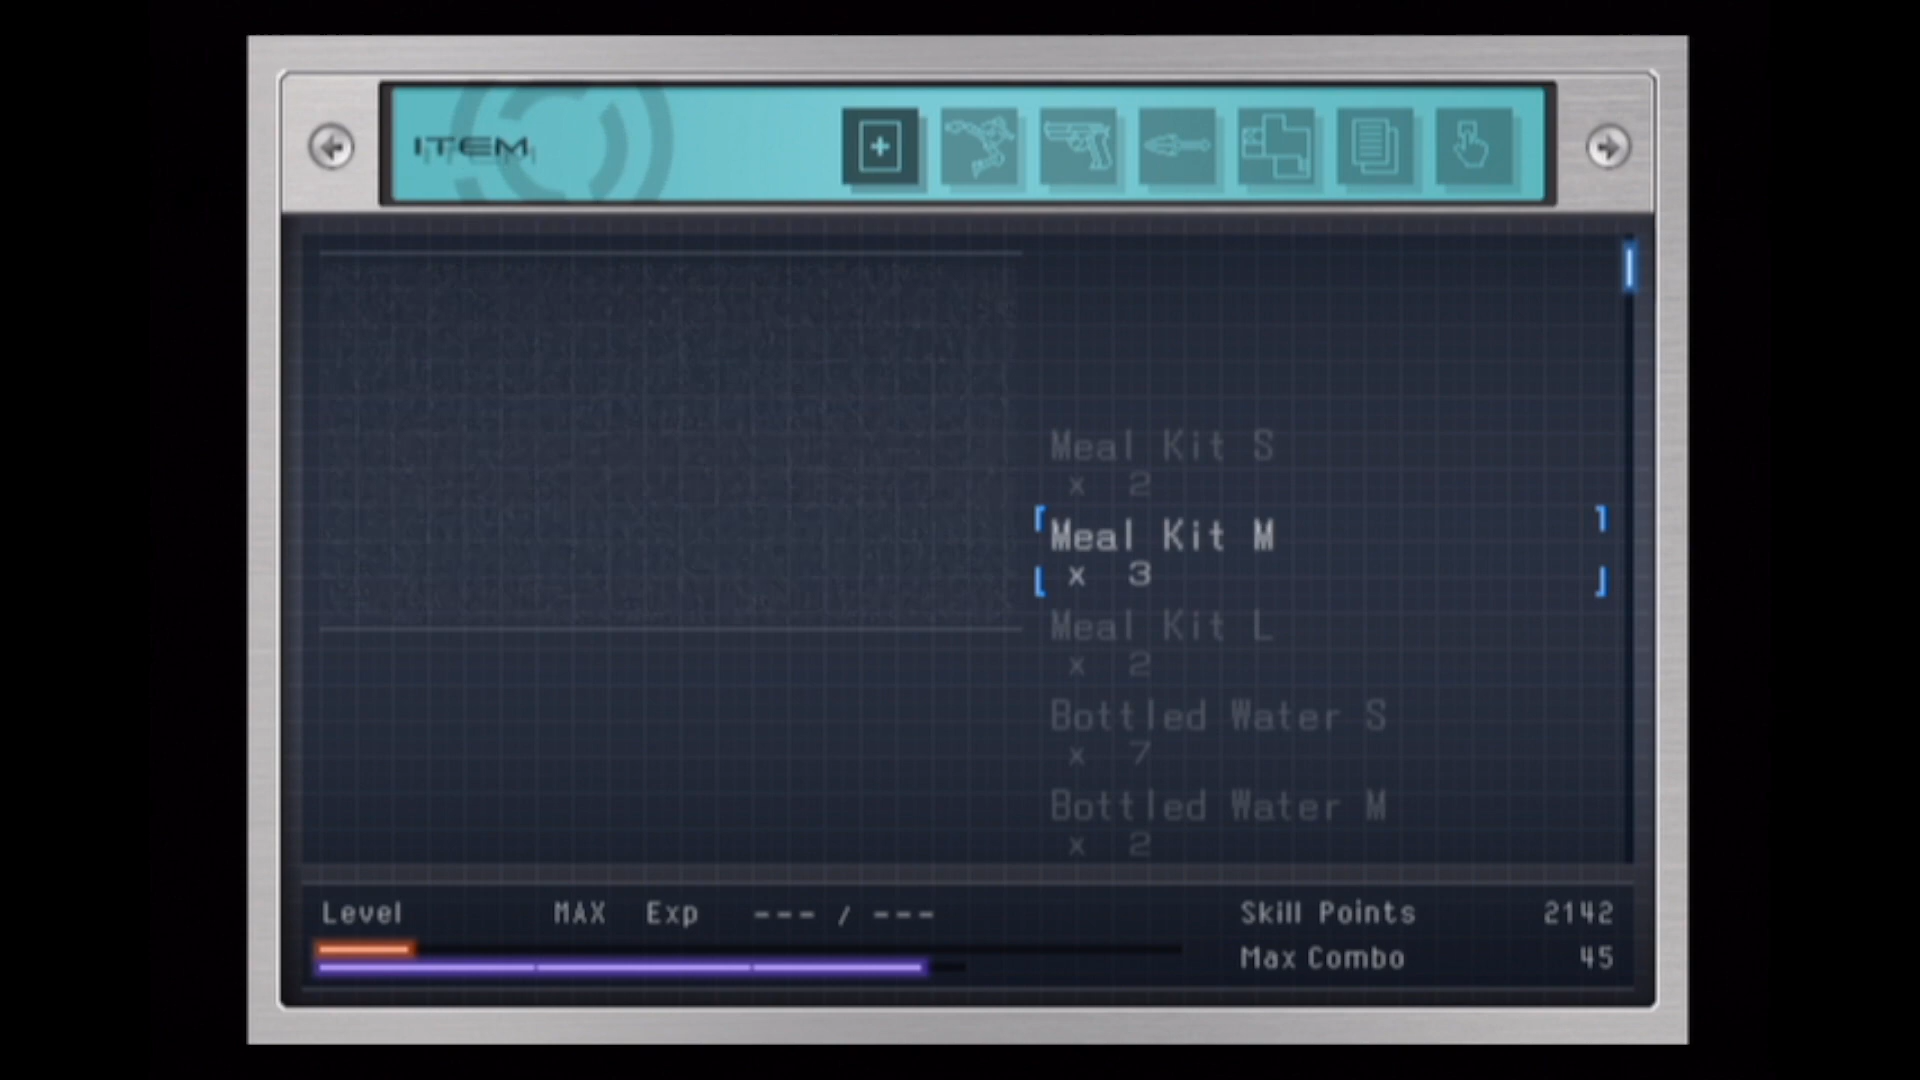 ITEM
Meal Kit S
x 2
Meal Kit M
x 3
Meal Kit L
x 2
Bottled Water S
x 7
Bottled Water M
x 2
Level MAX Exp --- / --- Skill Points 2142
Max Combo 45